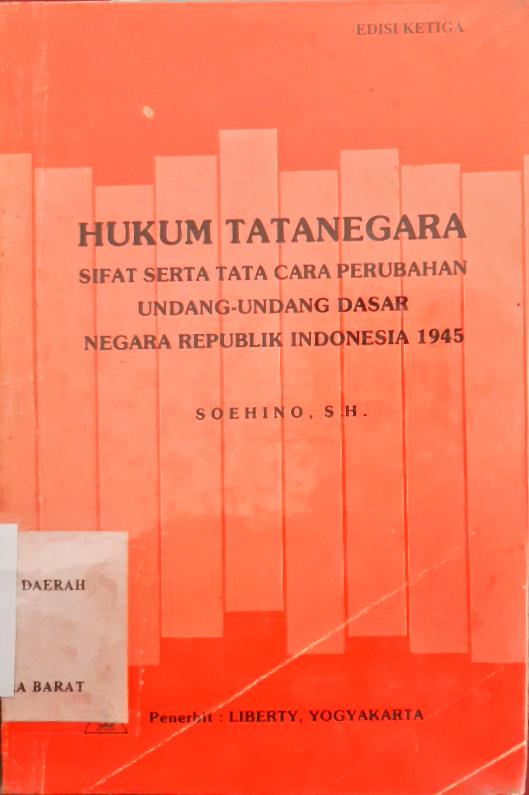 EDISI KETIGA
HUKUM TATANEGARA
SIFAT SERTA TATA CARA PERUBAHAN
UNDANG-UNDANG DASAR
NEGARA REPUBLIK INDONESIA 1945
SOEHINO, S.H.
DAERAH
BARAT
Penerbit : LIBERTY, YOGYAKARTA